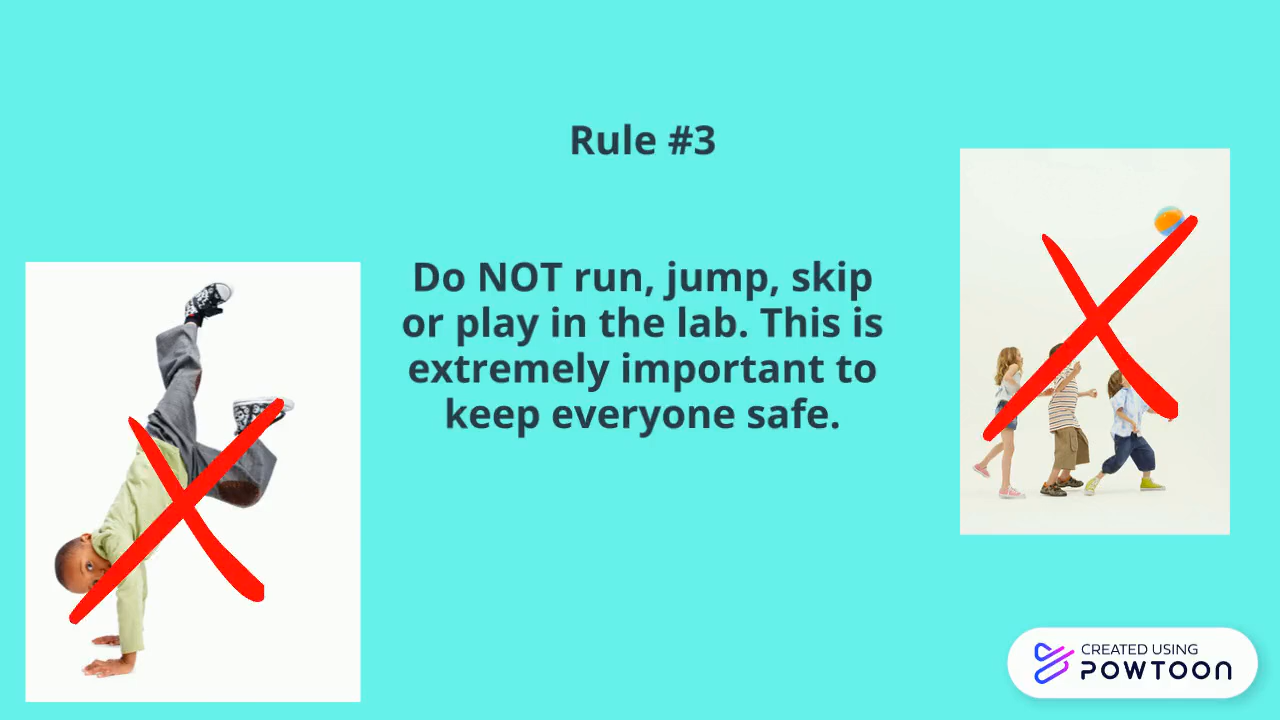 Rule #3
Do NOT run, jump, skip
or play in the lab. This is
extremely important to
keep everyone safe.
CREATED USING
POWTOON